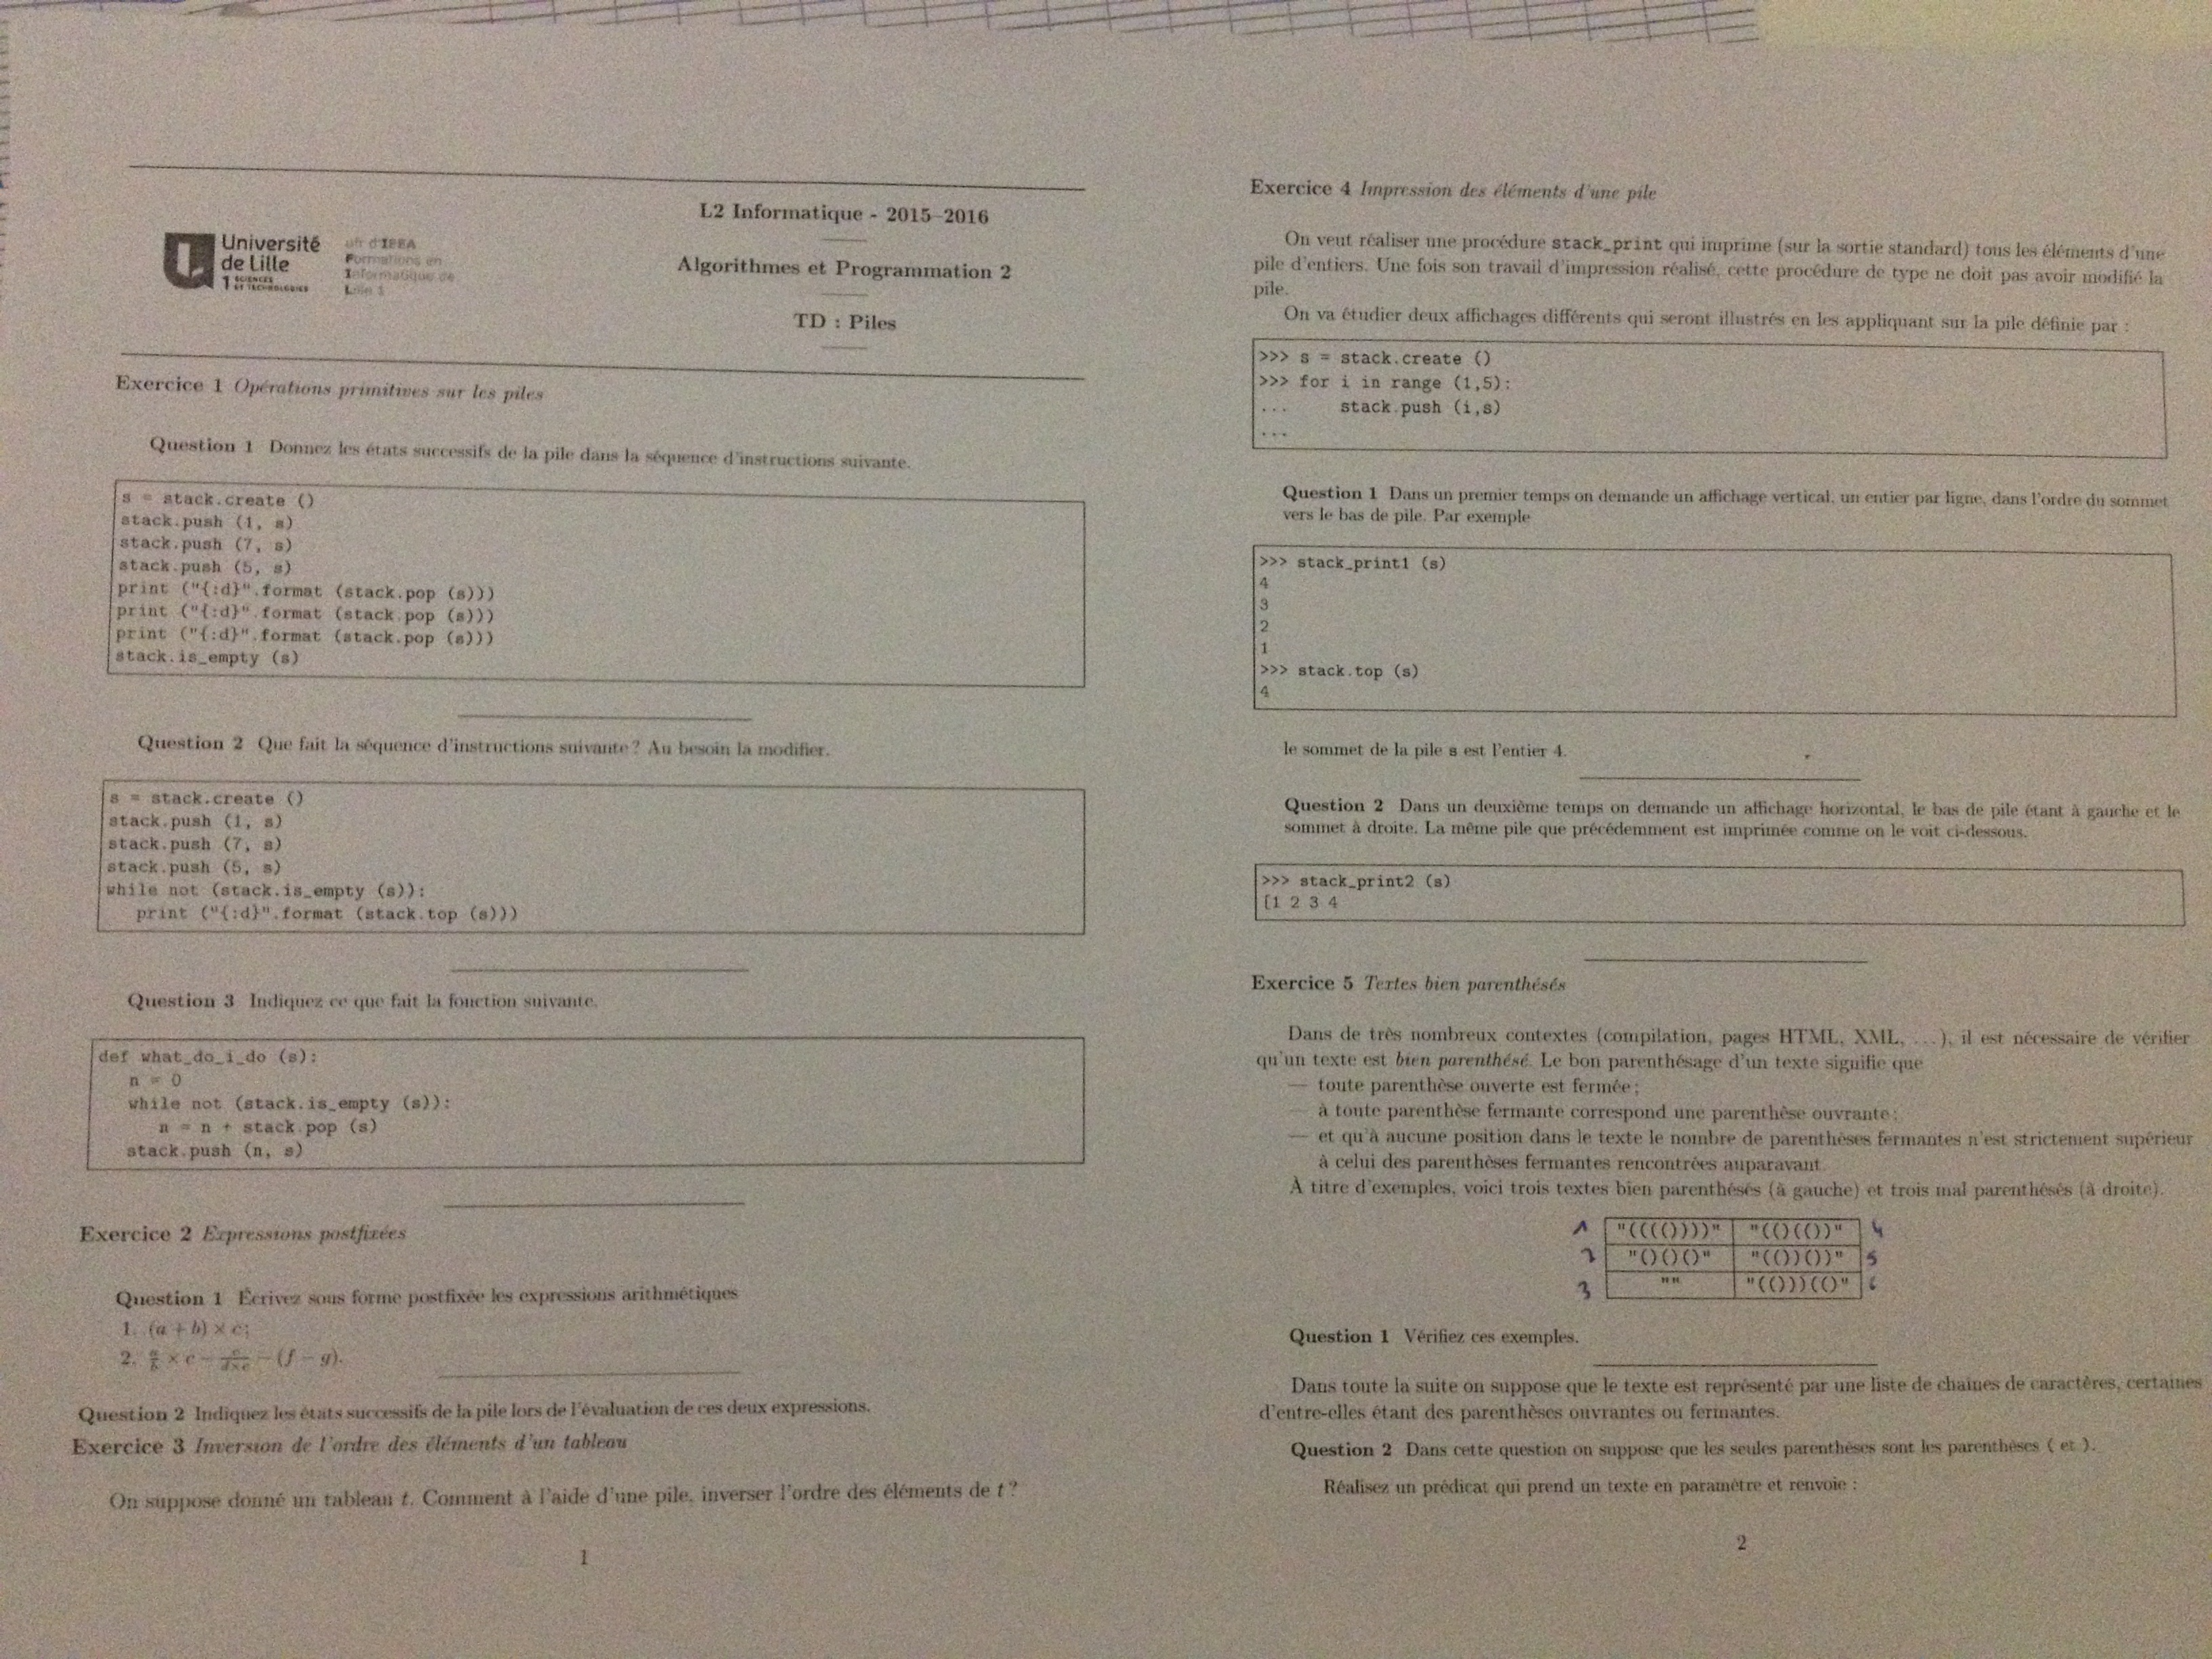 L2 Informatique - 2015–2016
Université
de Lille
1 SCIENCES
ET TECHNOLOGIES
ufr d'IEEA
Formations en
Informatique de
Lille 1
Algorithmes et Programmation 2
TD : Piles
Exercice 1 Opérations primitives sur les piles
Question 1 Donnez les états successifs de la pile dans la séquence d'instructions suivante.
s = stack.create ()
stack.push (1, s)
stack.push (7, s)
stack.push (5, s)
print ("{:d}".format (stack.pop (s)))
print ("{:d}".format (stack.pop (s)))
print ("{:d}".format (stack.pop (s)))
stack.is_empty (s)
Question 2 Que fait la séquence d'instructions suivante ? Au besoin la modifier.
s = stack.create ()
stack.push (1, s)
stack.push (7, s)
stack.push (5, s)
while not (stack.is_empty (s)):
print ("{:d}".format (stack.top (s)))
Question 3 Indiquez ce que fait la fonction suivante.
def what_do_i_do (s):
n = 0
while not (stack.is_empty (s)):
n = n + stack.pop (s)
stack.push (n, s)
Exercice 2 Expressions postfixées
Question 1 Écrivez sous forme postfixée les expressions arithmétiques
1. (a + b) × c;
2. × c − − (f − g).
Question 2 Indiquez les états successifs de la pile lors de l'évaluation de ces deux expressions.
Exercice 3 Inversion de l'ordre des éléments d'un tableau
On suppose donné un tableau t. Comment à l'aide d'une pile, inverser l'ordre des éléments de t ?
1
Exercice 4 Impression des éléments d'une pile
On veut réaliser une procédure stack_print qui imprime (sur la sortie standard) tous les éléments d'une
pile d'entiers. Une fois son travail d'impression réalisé, cette procédure de type ne doit pas avoir modifié la
pile.
On va étudier deux affichages différents qui seront illustrés en les appliquant sur la pile définie par :
>>> s = stack.create ()
>>> for i in range (1,5):
... stack.push (i,s)
...
Question 1 Dans un premier temps on demande un affichage vertical, un entier par ligne, dans l'ordre du sommet
vers le bas de pile. Par exemple
>>> stack_print1 (s)
4
3
2
1
>>> stack.top (s)
4
le sommet de la pile s est l'entier 4.
Question 2 Dans un deuxième temps on demande un affichage horizontal, le bas de pile étant à gauche et le
sommet à droite. La même pile que précédemment est imprimée comme on le voit ci-dessous.
>>> stack_print2 (s)
[1 2 3 4
Exercice 5 Textes bien parenthésés
Dans de très nombreux contextes (compilation, pages HTML, XML, ...), il est nécessaire de vérifier
qu'un texte est bien parenthésé. Le bon parenthésage d'un texte signifie que
— toute parenthèse ouverte est fermée ;
— à toute parenthèse fermante correspond une parenthèse ouvrante ;
— et qu'à aucune position dans le texte le nombre de parenthèses fermantes n'est strictement supérieur
à celui des parenthèses fermantes rencontrées auparavant.
À titre d'exemples, voici trois textes bien parenthésés (à gauche) et trois mal parenthésés (à droite).
1 "(((())))" "(()(())" 4
2 "()()()" "(())())" 5
3 "" "(()))(()" 6
Question 1 Vérifiez ces exemples.
Dans toute la suite on suppose que le texte est représenté par une liste de chaînes de caractères, certaines
d'entre-elles étant des parenthèses ouvrantes ou fermantes.
Question 2 Dans cette question on suppose que les seules parenthèses sont les parenthèses ( et ).
Réalisez un prédicat qui prend un texte en paramètre et renvoie :
2